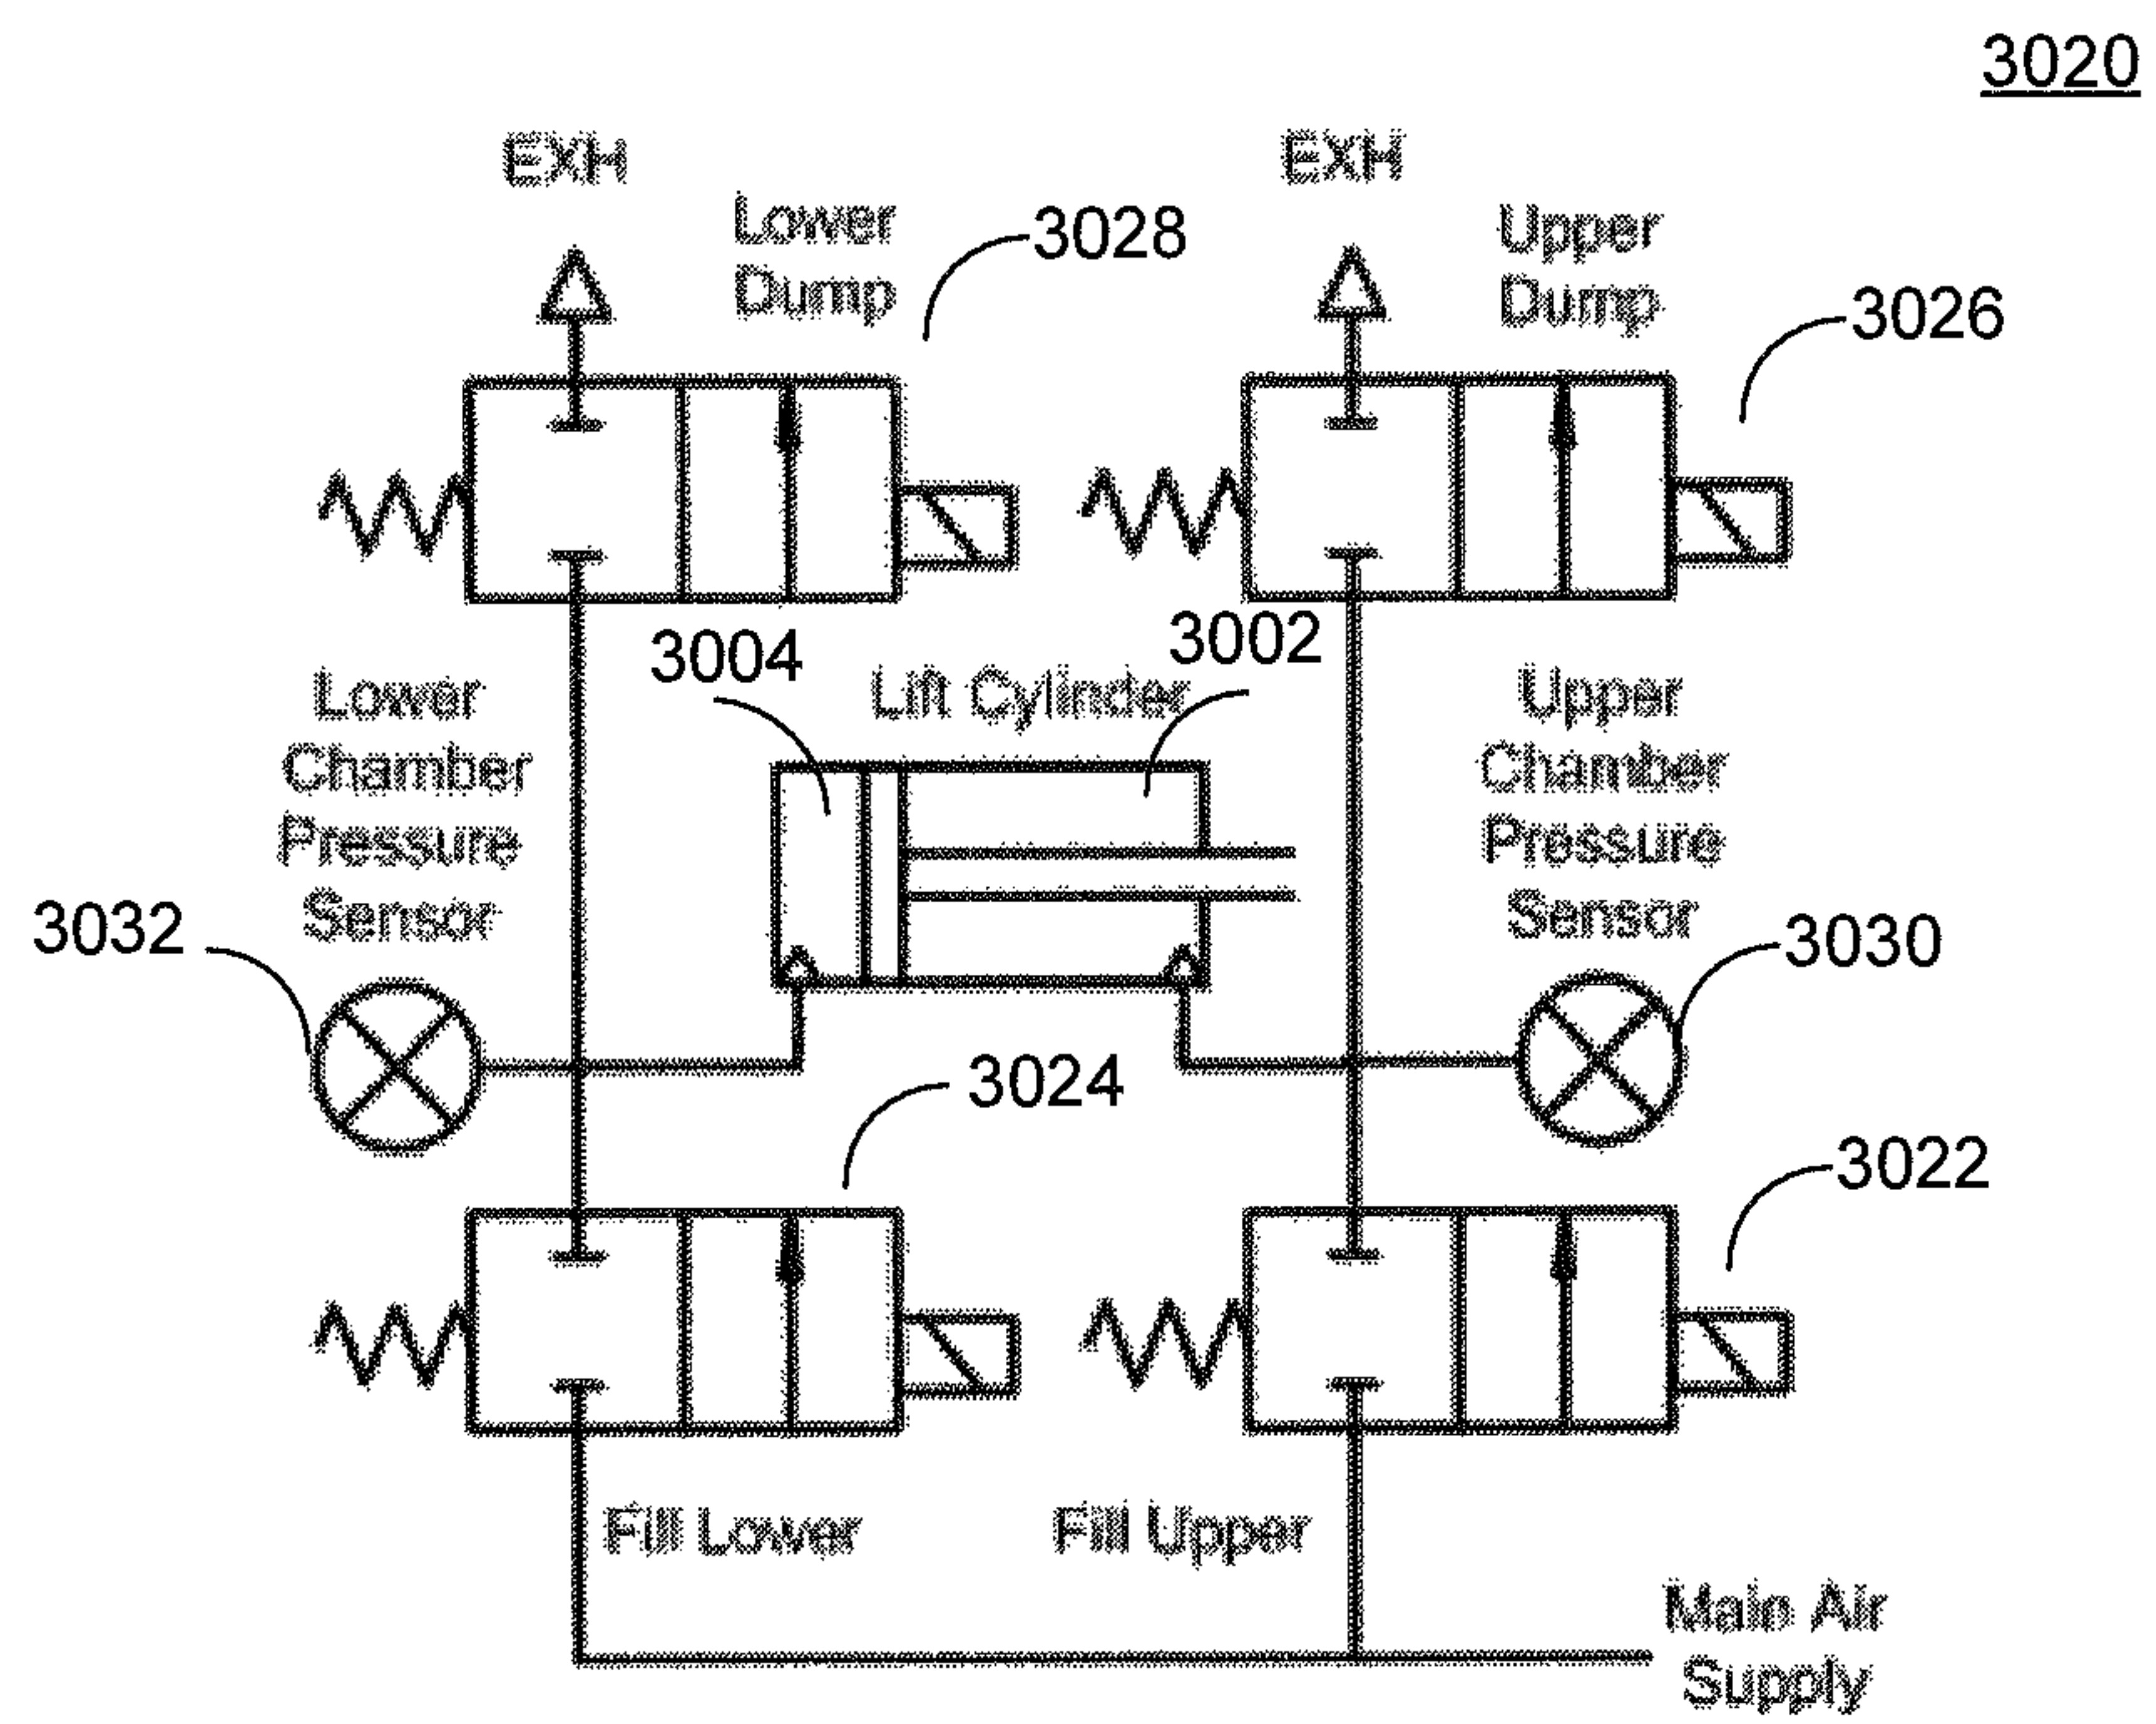 3020
EXH
EXH
Lower
Dump
3028
Upper
Dump
3026
3004
3002
Lift Cylinder
Lower
Chamber
Pressure
Sensor
Upper
Chamber
Pressure
Sensor
3032
3030
3024
3022
Fill Lower
Fill Upper
Main Air
Supply